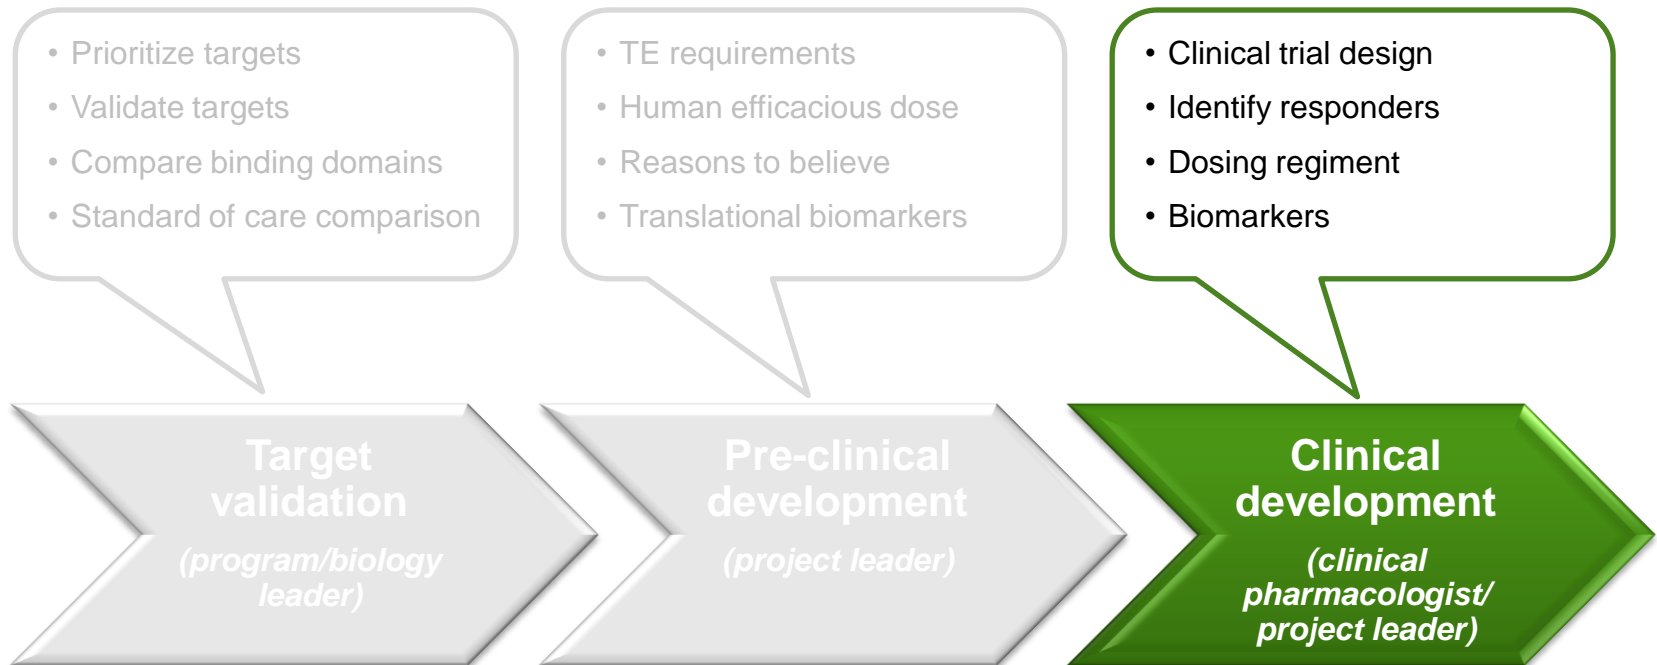 • Prioritize targets
• Validate targets
• Compare binding domains
• Standard of care comparison
• TE requirements
• Human efficacious dose
• Reasons to believe
• Translational biomarkers
• Clinical trial design
• Identify responders
• Dosing regiment
• Biomarkers
Target
validation
(program/biology
leader)
Pre-clinical
development
(project leader)
Clinical
development
(clinical
pharmacologist/
project leader)